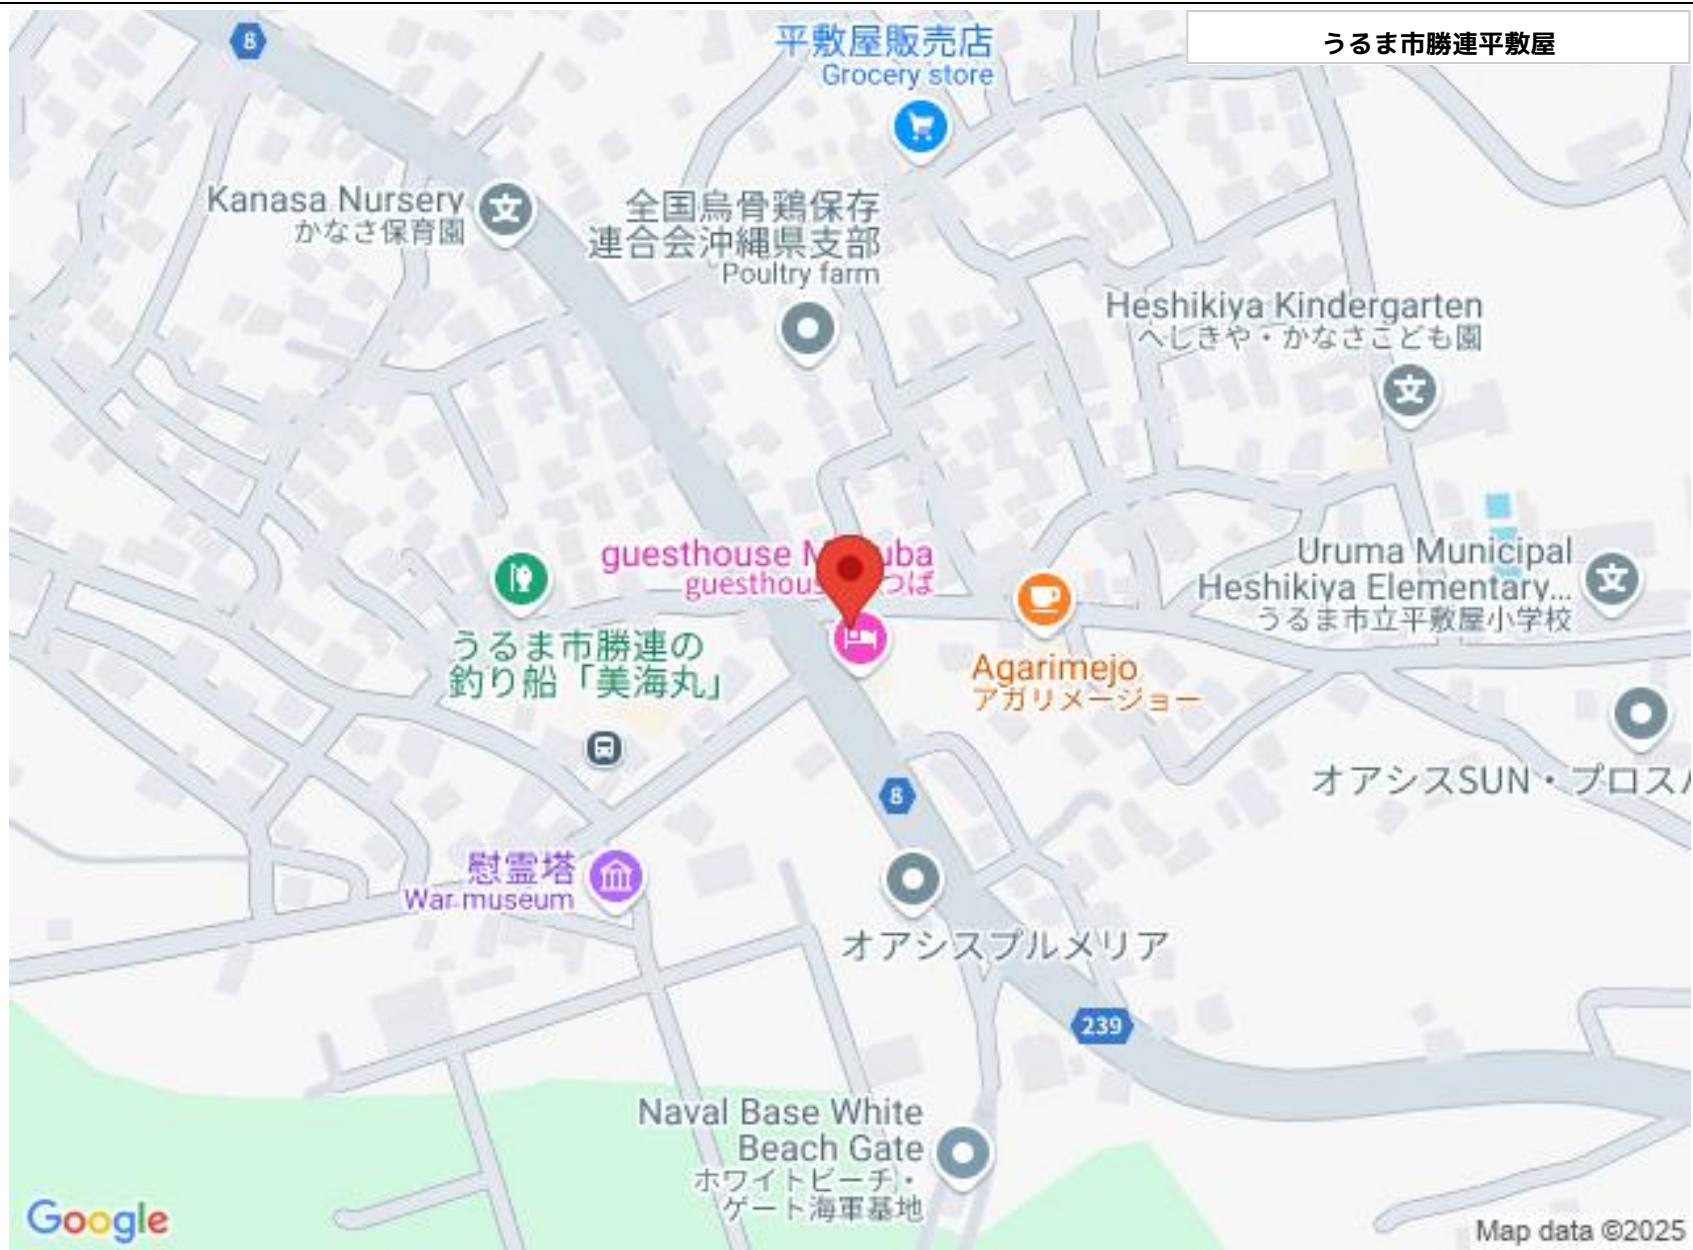 うるま市勝連平敷屋
8
平敷屋販売店
Grocery store
Kanasa Nursery
かなさ保育園
全国烏骨鶏保存
連合会沖縄県支部
Poultry farm
Heshikiya Kindergarten
へしきや・かなさこども園
guesthouse
guesthous つば
Uruma Municipal
Heshikiya Elementary...
うるま市立平敷屋小学校
うるま市勝連の
釣り船「美海丸」
Agarimejo
アガリメージョー
オアシスSUN・プロス
8
慰霊塔
War museum
オアシスプルメリア
239
Naval Base White
Beach Gate
ホワイトビーチ・
ゲート海軍基地
Google
Map data ©2025